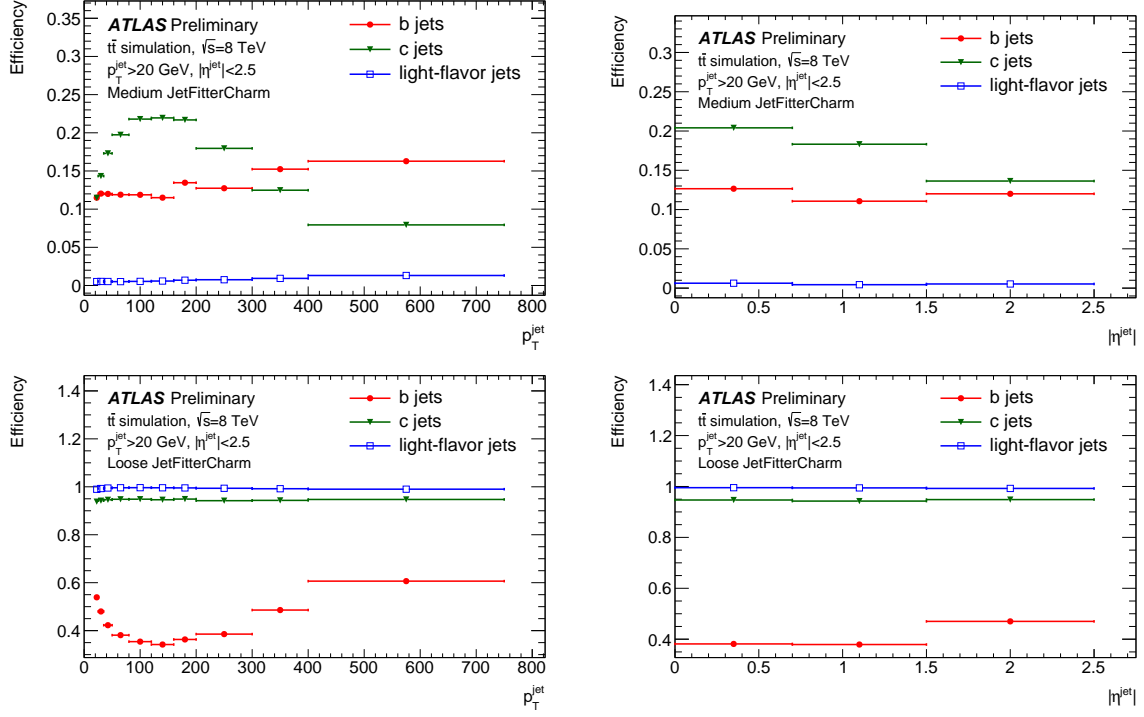 Efficiency
0.35
0.3
0.25
0.2
0.15
0.1
0.05
0
ATLAS Preliminary
tt̄ simulation, √s=8 TeV
p_T^jet>20 GeV, |η^jet|<2.5
Medium JetFitterCharm
b jets
c jets
light-flavor jets
0 100 200 300 400 500 600 700 800
p_T^jet
Efficiency
0.3
0.2
0.1
0
ATLAS Preliminary
tt̄ simulation, √s=8 TeV
p_T^jet>20 GeV, |η^jet|<2.5
Medium JetFitterCharm
b jets
c jets
light-flavor jets
0 0.5 1 1.5 2 2.5
|η^jet|
Efficiency
1.4
1.2
1
0.8
0.6
0.4
ATLAS Preliminary
tt̄ simulation, √s=8 TeV
p_T^jet>20 GeV, |η^jet|<2.5
Loose JetFitterCharm
b jets
c jets
light-flavor jets
0 100 200 300 400 500 600 700 800
p_T^jet
Efficiency
1.4
1.2
1
0.8
0.6
0.4
ATLAS Preliminary
tt̄ simulation, √s=8 TeV
p_T^jet>20 GeV, |η^jet|<2.5
Loose JetFitterCharm
b jets
c jets
light-flavor jets
0 0.5 1 1.5 2 2.5
|η^jet|